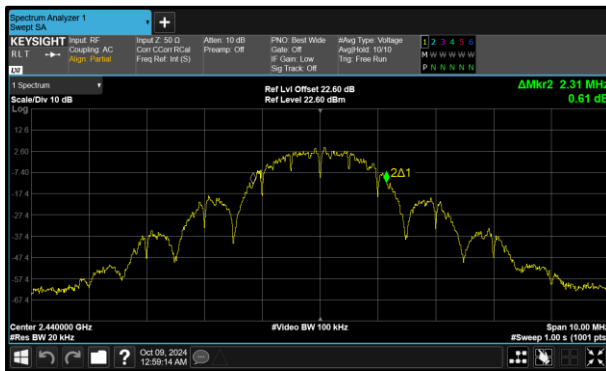 Spectrum Analyzer 1
Swept SA
+
KEYSIGHT
RLT
LXI
Input: RF
Coupling: AC
Align: Partial
Input Z: 50 Ω
Corr CCorr RCal
Freq Ref: Int (S)
Atten: 10 dB
Preamp: Off
PNO: Best Wide
Gate: Off
IF Gain: Low
Sig Track: Off
#Avg Type: Voltage
Avg|Hold: 10/10
Trig: Free Run
1 2 3 4 5 6
M W W W W W
P N N N N N
1 Spectrum
Scale/Div 10 dB
Ref Lvl Offset 22.60 dB
Ref Level 22.60 dBm
ΔMkr2 2.31 MHz
0.61 dB
Log
12.6
2.60
-7.40
-17.4
-27.4
-37.4
-47.4
-57.4
-67.4
2Δ1
Center 2.440000 GHz
#Res BW 20 kHz
#Video BW 100 kHz
Span 10.00 MHz
#Sweep 1.00 s (1001 pts)
?
Oct 09, 2024
12:59:14 AM